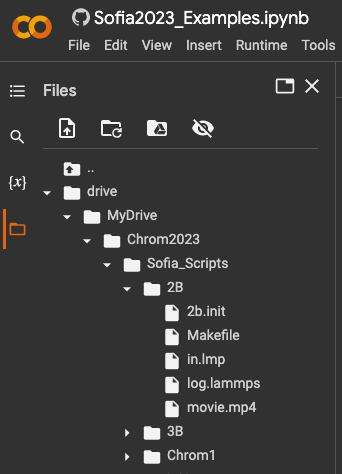 Sofia2023_Examples.ipynb
File Edit View Insert Runtime Tools
Files
{x}
..
drive
MyDrive
Chrom2023
Sofia_Scripts
2B
2b.init
Makefile
in.lmp
log.lammps
movie.mp4
3B
Chrom1